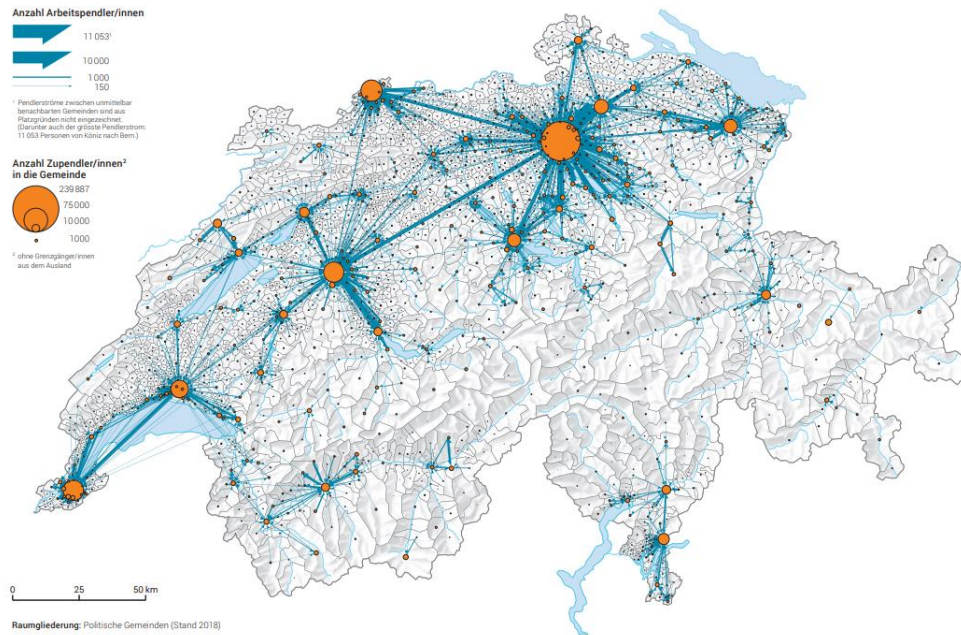 Anzahl Arbeitspendler/innen
11 053¹
10 000
1 000
150
¹ Pendlerströme zwischen unmittelbar
benachbarten Gemeinden sind aus
Platzgründen nicht eingezeichnet.
(Darunter auch der grösste Pendlerstrom:
11 053 Personen von Köniz nach Bern.)
Anzahl Zupendler/innen²
in die Gemeinde
239 887
75 000
10 000
1 000
² ohne Grenzgänger/innen
aus dem Ausland
0 25 50 km
Raumgliederung: Politische Gemeinden (Stand 2018)